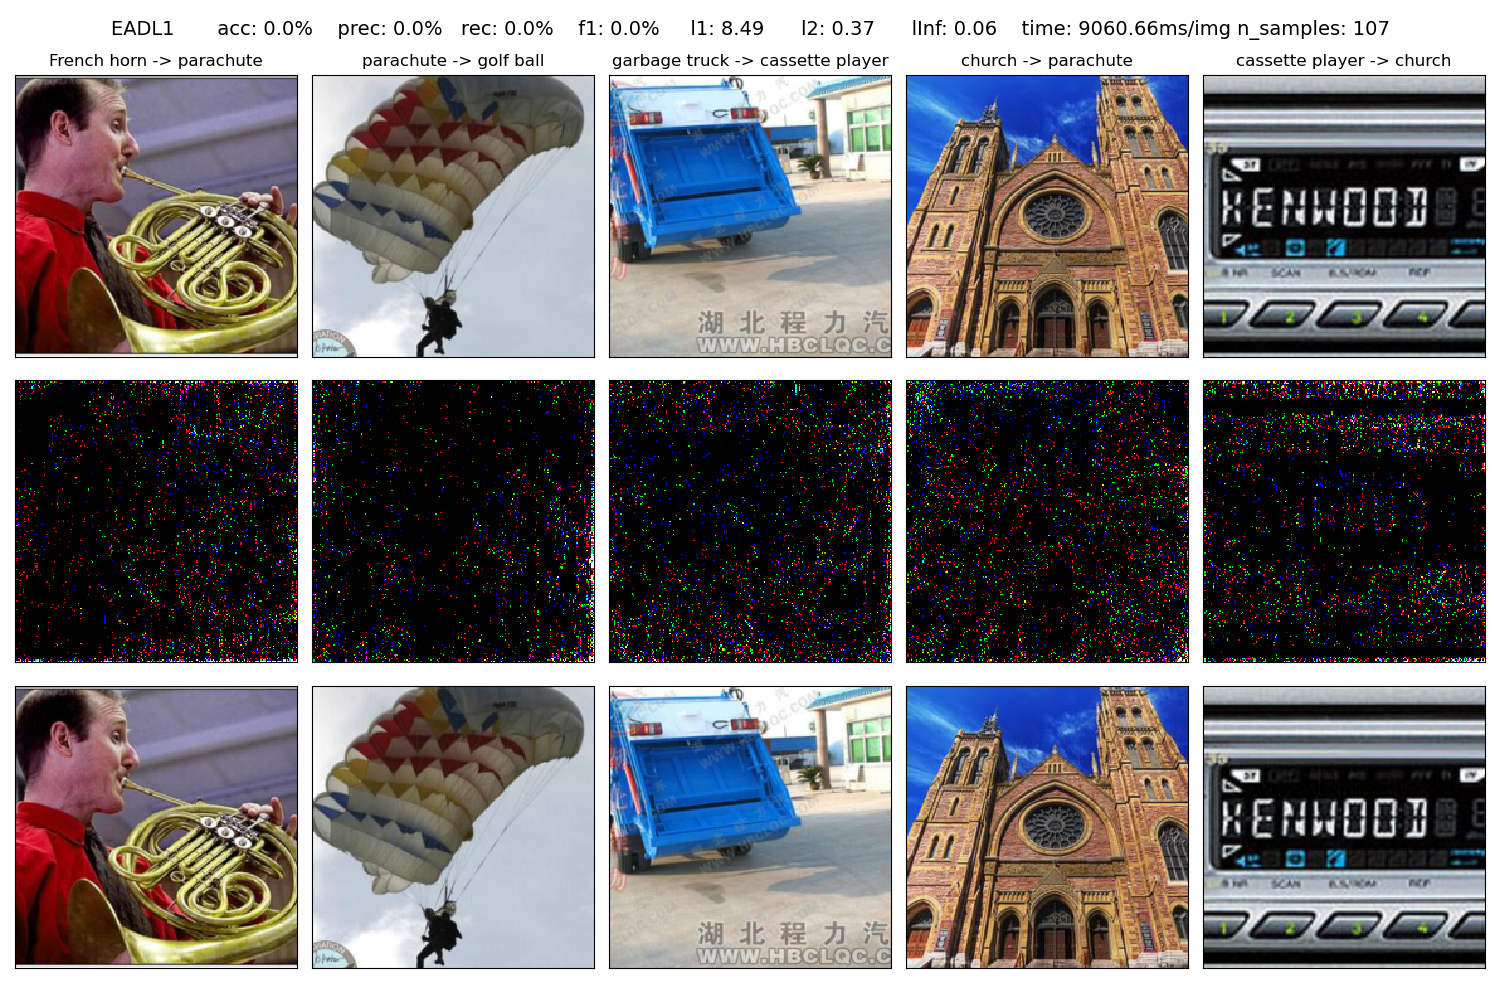 EADL1 acc: 0.0% prec: 0.0% rec: 0.0% f1: 0.0% l1: 8.49 l2: 0.37 lInf: 0.06 time: 9060.66ms/img n_samples: 107
French horn -> parachute
parachute -> golf ball
garbage truck -> cassette player
church -> parachute
cassette player -> church
湖北程力汽
WWW.HBCLQC.C
35
KENWOOD
SCAN
1 2 3 4
湖北程力汽
WWW.HBCLQC.C
35
KENWOOD
SCAN
1 2 3 4